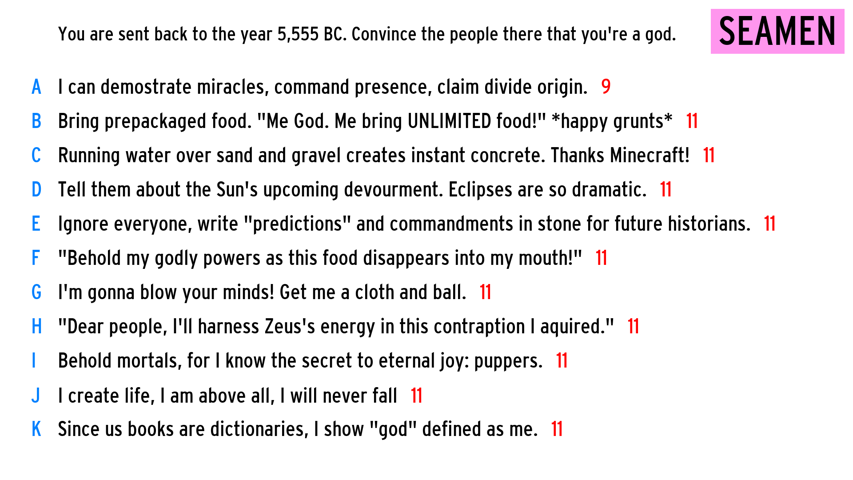 You are sent back to the year 5,555 BC. Convince the people there that you're a god.
SEAMEN
A I can demostrate miracles, command presence, claim divide origin. 9
B Bring prepackaged food. "Me God. Me bring UNLIMITED food!" *happy grunts* 11
C Running water over sand and gravel creates instant concrete. Thanks Minecraft! 11
D Tell them about the Sun's upcoming devourment. Eclipses are so dramatic. 11
E Ignore everyone, write "predictions" and commandments in stone for future historians. 11
F "Behold my godly powers as this food disappears into my mouth!" 11
G I'm gonna blow your minds! Get me a cloth and ball. 11
H "Dear people, I'll harness Zeus's energy in this contraption I aquired." 11
I Behold mortals, for I know the secret to eternal joy: puppers. 11
J I create life, I am above all, I will never fall 11
K Since us books are dictionaries, I show "god" defined as me. 11